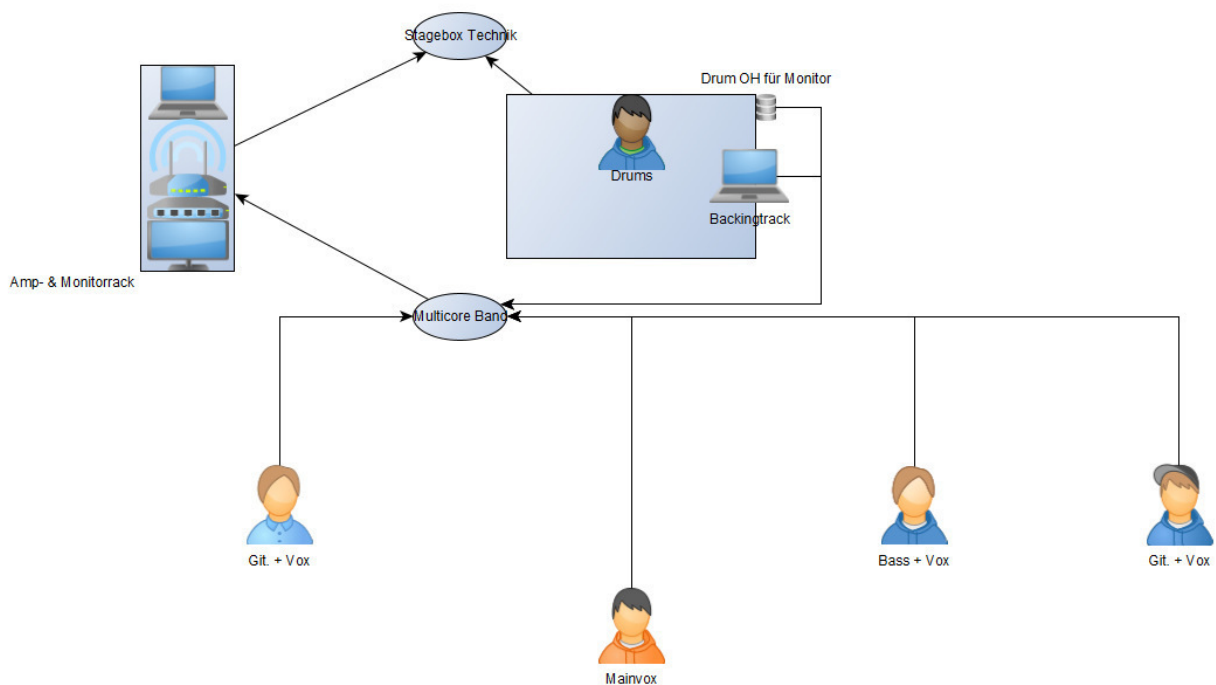 Stagebox Technik
Drum OH für Monitor
Drums
Backingtrack
Amp- & Monitorrack
Multicore Band
Git. + Vox
Bass + Vox
Git. + Vox
Mainvox